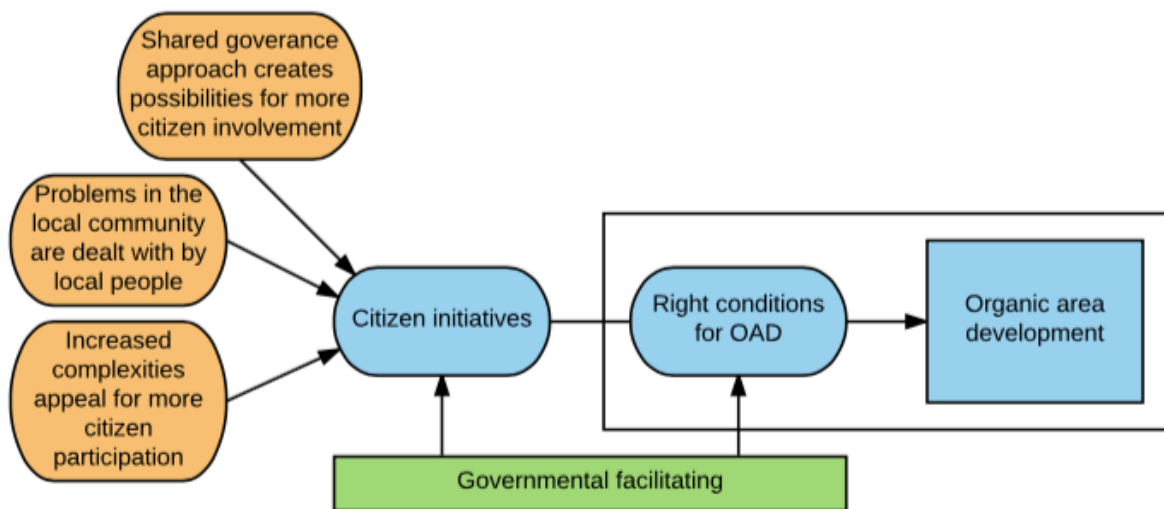 Shared goverance
approach creates
possibilities for more
citizen involvement
Problems in the
local community
are dealt with by
local people
Increased
complexities
appeal for more
citizen
participation
Citizen initiatives
Right conditions
for OAD
Organic area
development
Governmental facilitating